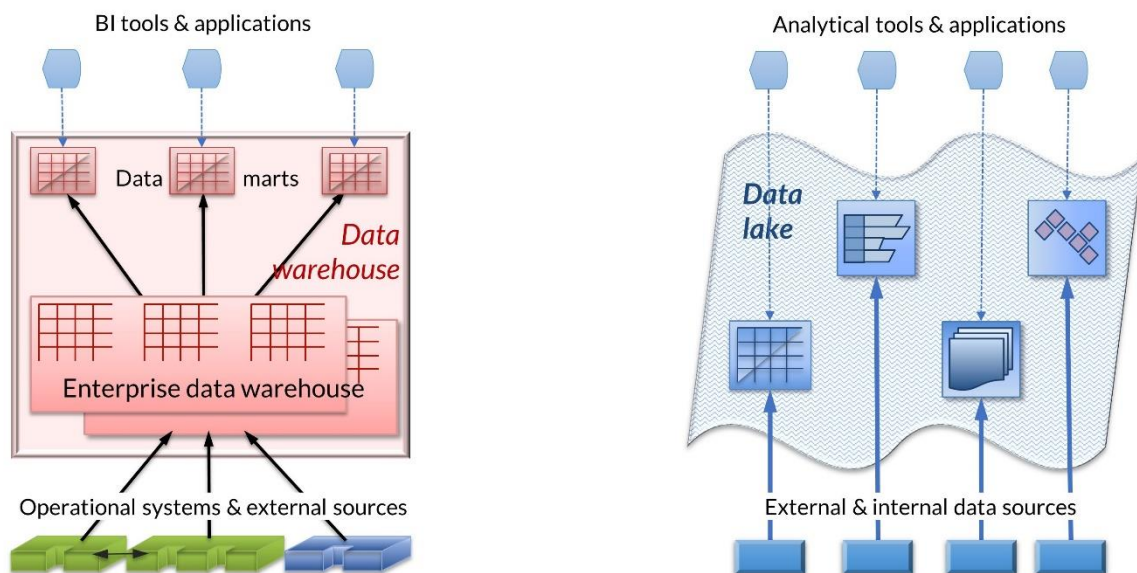 BI tools & applications
Data marts
Data
warehouse
Enterprise data warehouse
Operational systems & external sources
Analytical tools & applications
Data
lake
External & internal data sources